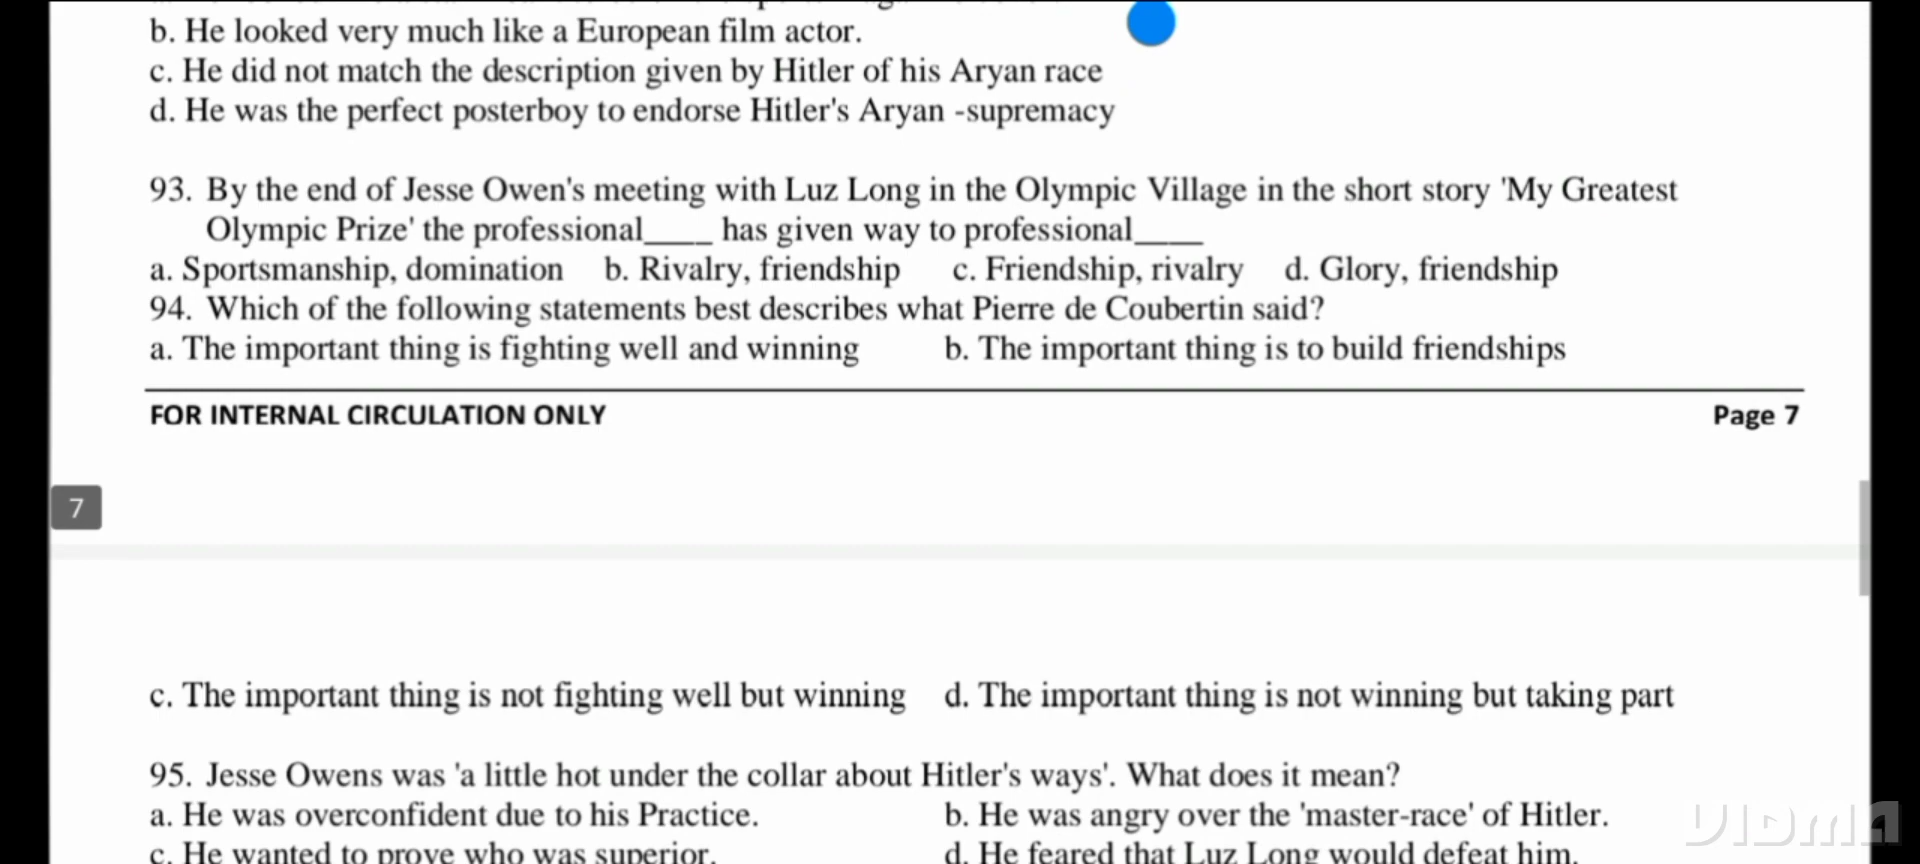 b. He looked very much like a European film actor.
c. He did not match the description given by Hitler of his Aryan race
d. He was the perfect posterboy to endorse Hitler's Aryan -supremacy
93. By the end of Jesse Owen's meeting with Luz Long in the Olympic Village in the short story 'My Greatest
Olympic Prize' the professional____ has given way to professional____
a. Sportsmanship, domination b. Rivalry, friendship c. Friendship, rivalry d. Glory, friendship
94. Which of the following statements best describes what Pierre de Coubertin said?
a. The important thing is fighting well and winning b. The important thing is to build friendships
FOR INTERNAL CIRCULATION ONLY Page 7
7
c. The important thing is not fighting well but winning d. The important thing is not winning but taking part
95. Jesse Owens was 'a little hot under the collar about Hitler's ways'. What does it mean?
a. He was overconfident due to his Practice. b. He was angry over the 'master-race' of Hitler.
c. He wanted to prove who was superior. d. He feared that Luz Long would defeat him.
VIDMA